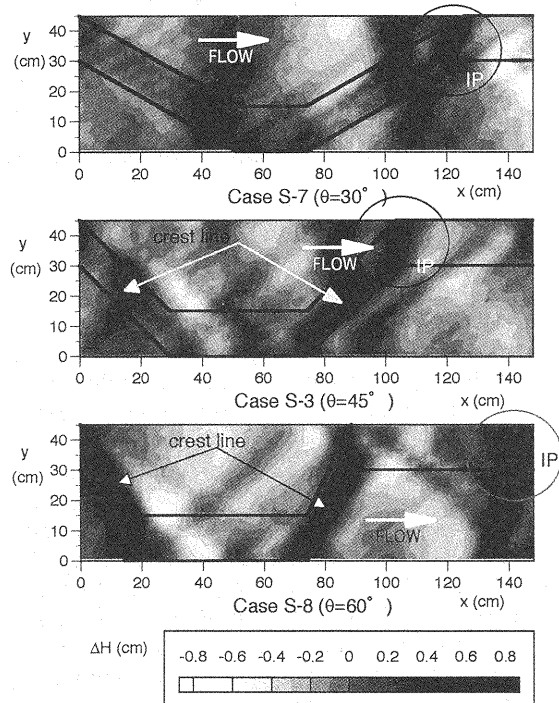 y
(cm)
40
30
20
10
0
FLOW
IP
0 20 40 60 80 100 120 140
Case S-7 (θ=30°) x (cm)
y
(cm)
40
30
20
10
0
crest line
FLOW
IP
0 20 40 60 80 100 120 140
Case S-3 (θ=45°) x (cm)
y
(cm)
40
30
20
10
0
crest line
IP
FLOW
0 20 40 60 80 100 120 140
Case S-8 (θ=60°) x (cm)
ΔH (cm) -0.8 -0.6 -0.4 -0.2 0 0.2 0.4 0.6 0.8